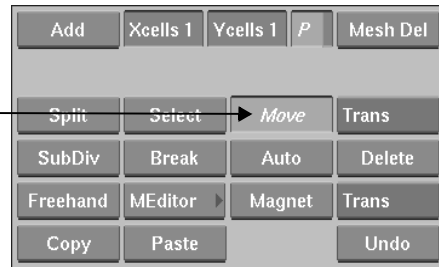 Add Xcells 1 Ycells 1 P Mesh Del
Split Select Move Trans
SubDiv Break Auto Delete
Freehand MEditor Magnet Trans
Copy Paste Undo